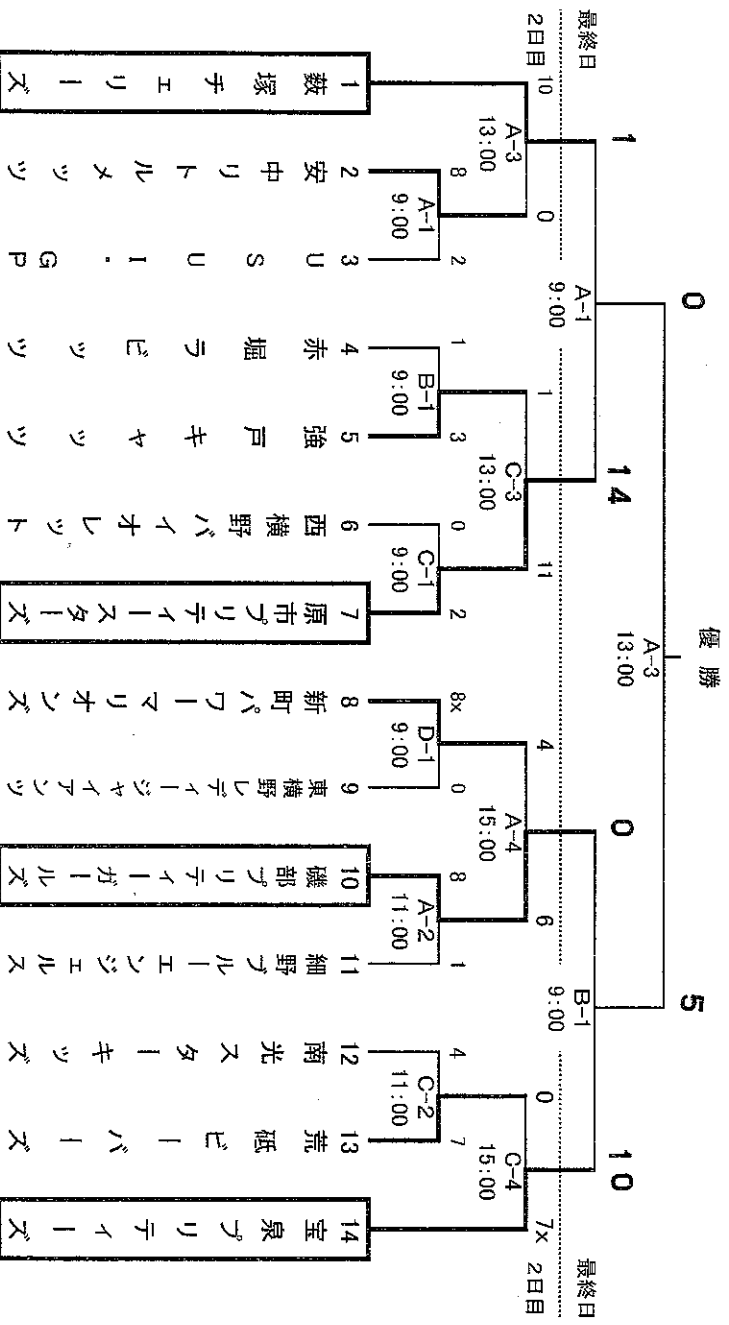 優勝
A-3
13:00
0
5
A-1
9:00
B-1
9:00
1
14
0
10
最終日
最終日
2日目
2日目
10
0
1
11
4
6
0
7x
A-3
13:00
C-3
13:00
A-4
15:00
C-4
15:00
8
2
1
3
0
2
8x
0
8
1
4
7
A-1
9:00
B-1
9:00
C-1
9:00
D-1
9:00
A-2
11:00
C-2
11:00
1 薮塚チェリーズ
2 安中リトルメッツ
3 USUI・GP
4 赤堀ラビッツ
5 強戸キャッツ
6 西横野バイオレット
7 原市プリティースターズ
8 新町パワーマリオンズ
9 東横野レディージャイアンツ
10 磯部プリティーガールズ
11 細野ブルーエンジェルス
12 南光スターキッズ
13 荒砥ビーバーズ
14 宝泉プリティーズ